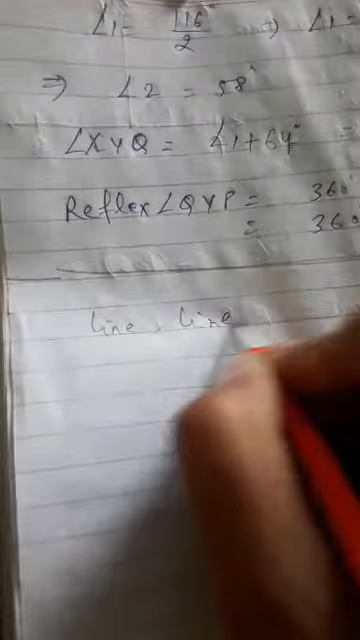 ∠1 = 116°/2 ⇒ ∠1 =
⇒ ∠2 = 58°
∠XYQ = ∠1 + 64° =
Reflex ∠QYP = 360°
= 360
line, line